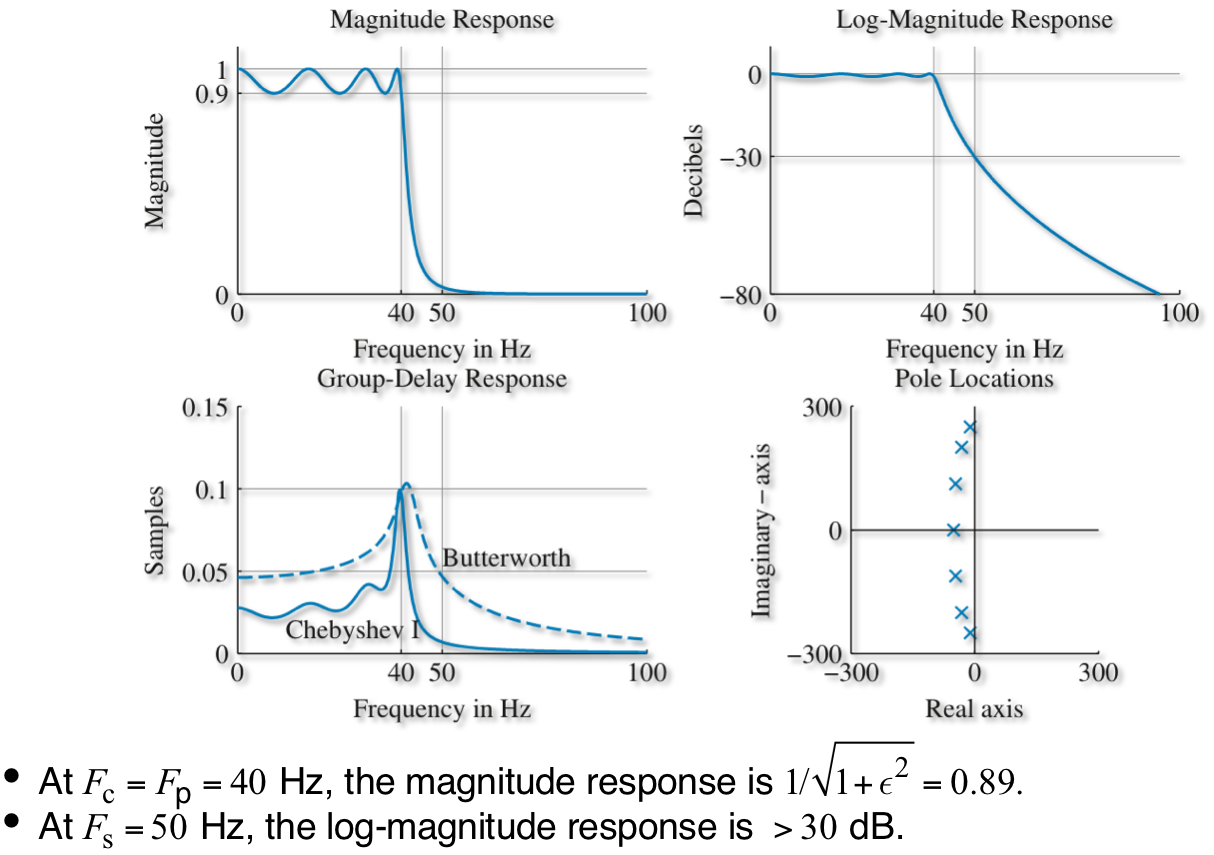 Magnitude Response
Log-Magnitude Response
1
0.9
0
Magnitude
0 40 50 100
Frequency in Hz
0
−30
−80
Decibels
0 40 50 100
Frequency in Hz
Group-Delay Response
Pole Locations
0.15
0.1
0.05
0
Samples
Butterworth
Chebyshev I
0 40 50 100
Frequency in Hz
300
0
−300
Imaginary – axis
−300 0 300
Real axis
• At F_c = F_p = 40 Hz, the magnitude response is 1/√(1+ϵ²) = 0.89.
• At F_s = 50 Hz, the log-magnitude response is > 30 dB.